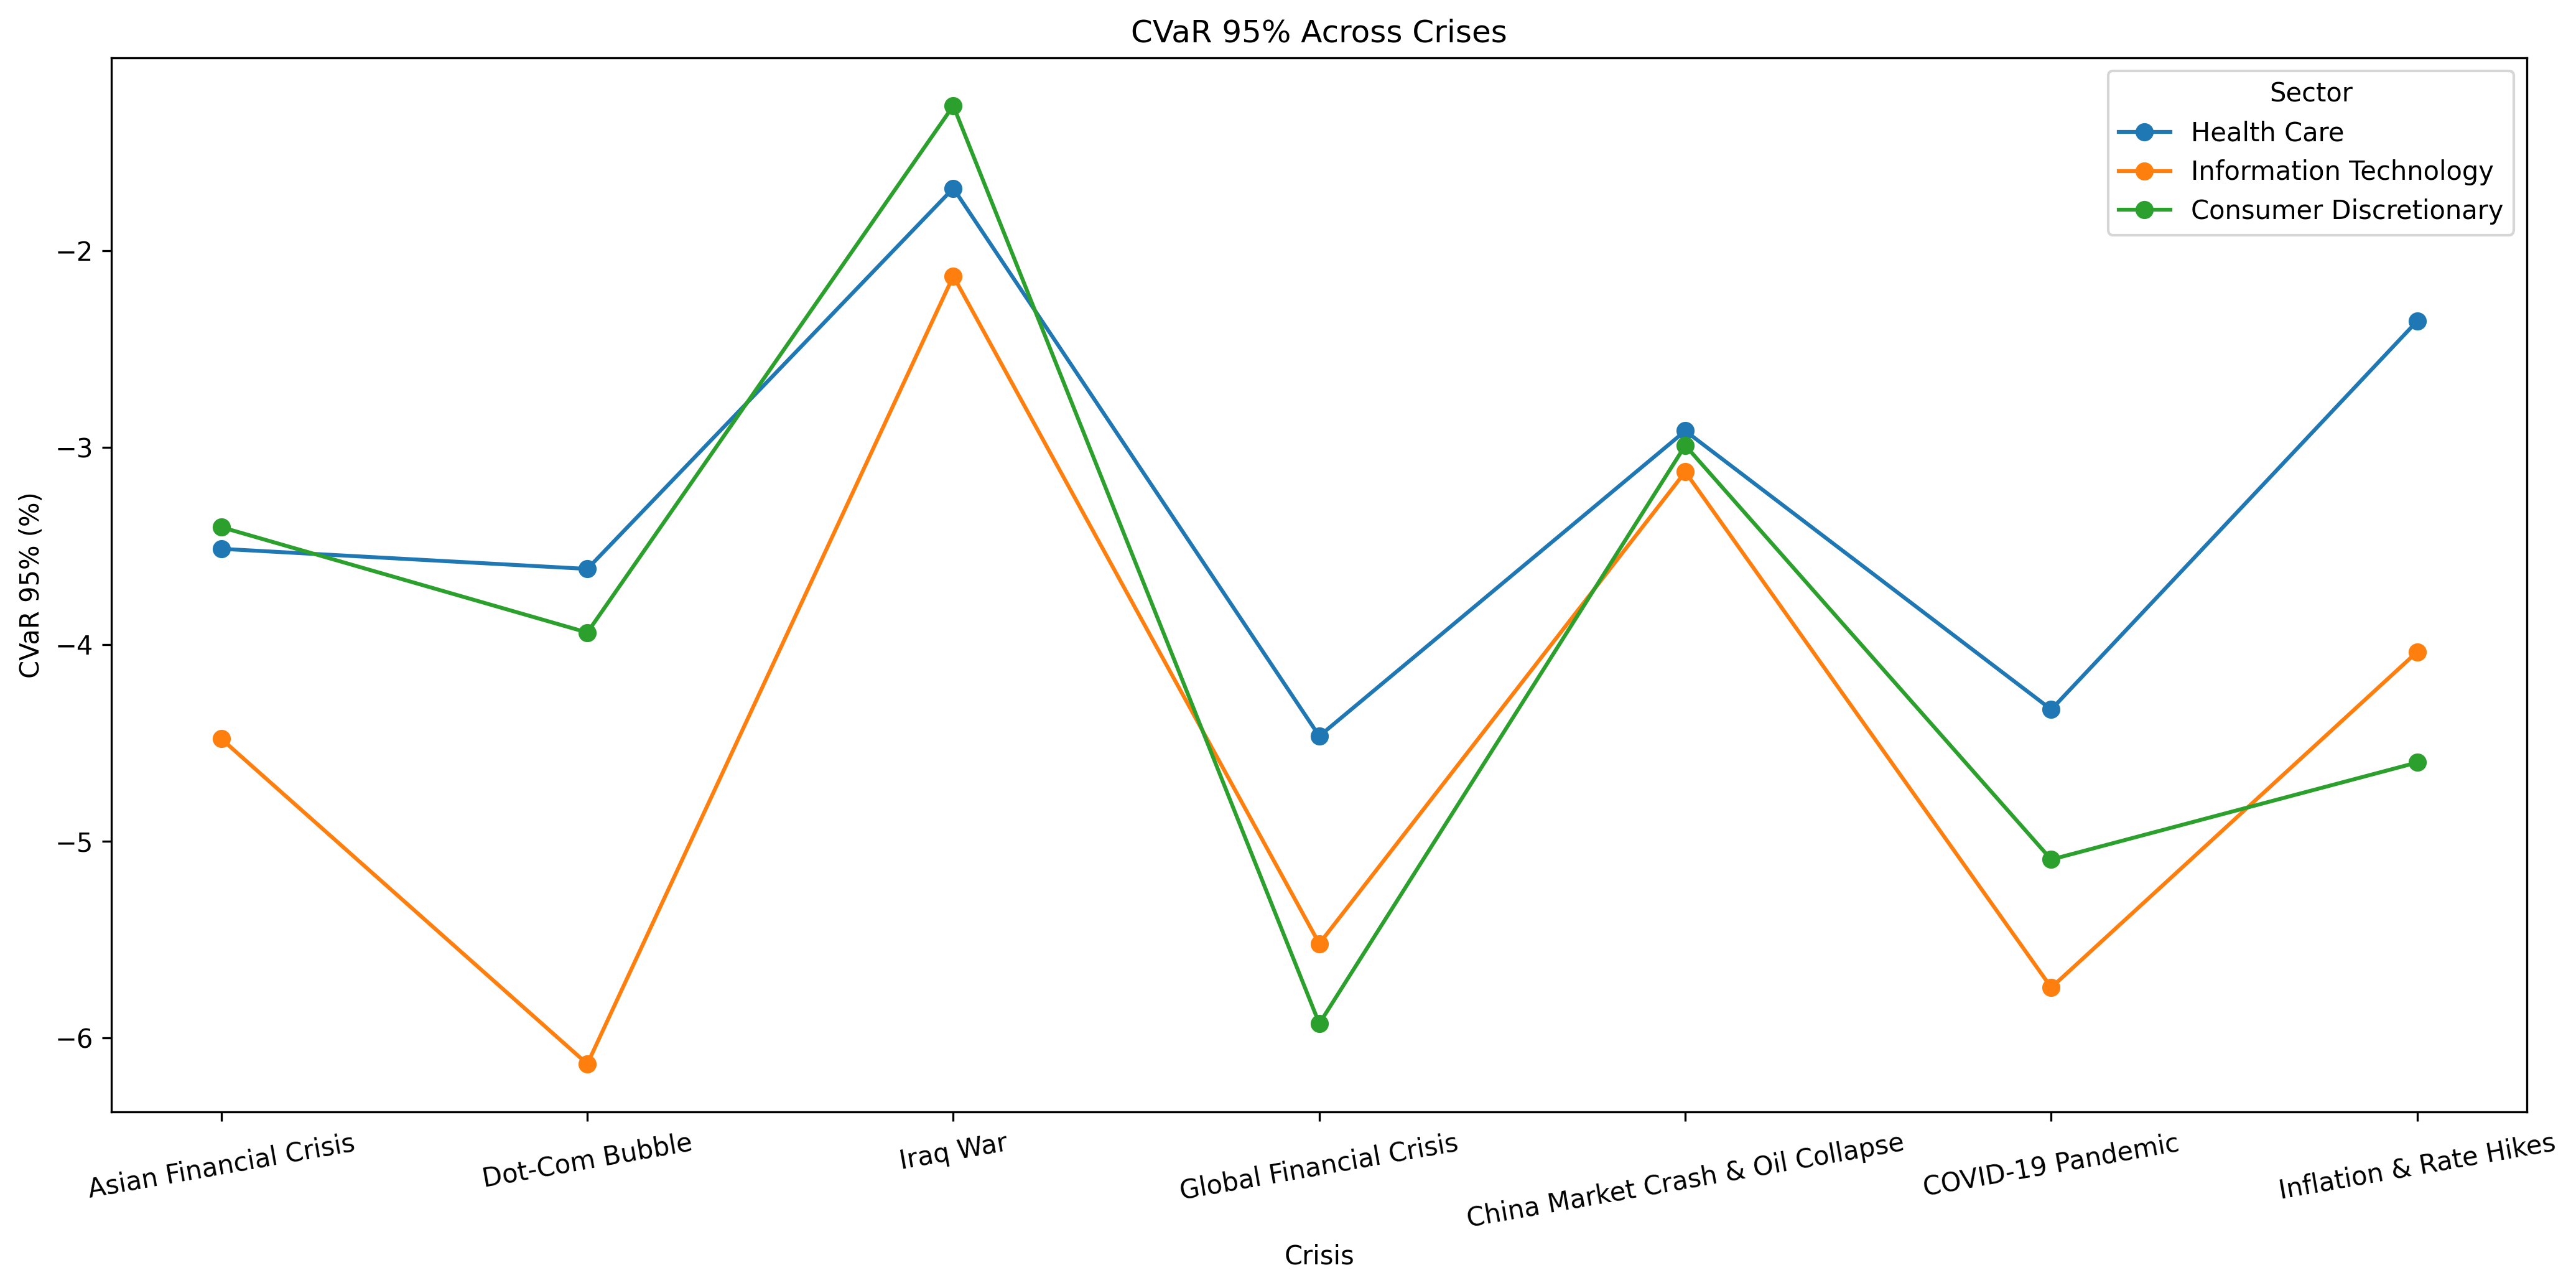 CVaR 95% Across Crises
Sector
Health Care
Information Technology
Consumer Discretionary
CVaR 95% (%)
−2
−3
−4
−5
−6
Asian Financial Crisis
Dot-Com Bubble
Iraq War
Global Financial Crisis
China Market Crash & Oil Collapse
COVID-19 Pandemic
Inflation & Rate Hikes
Crisis